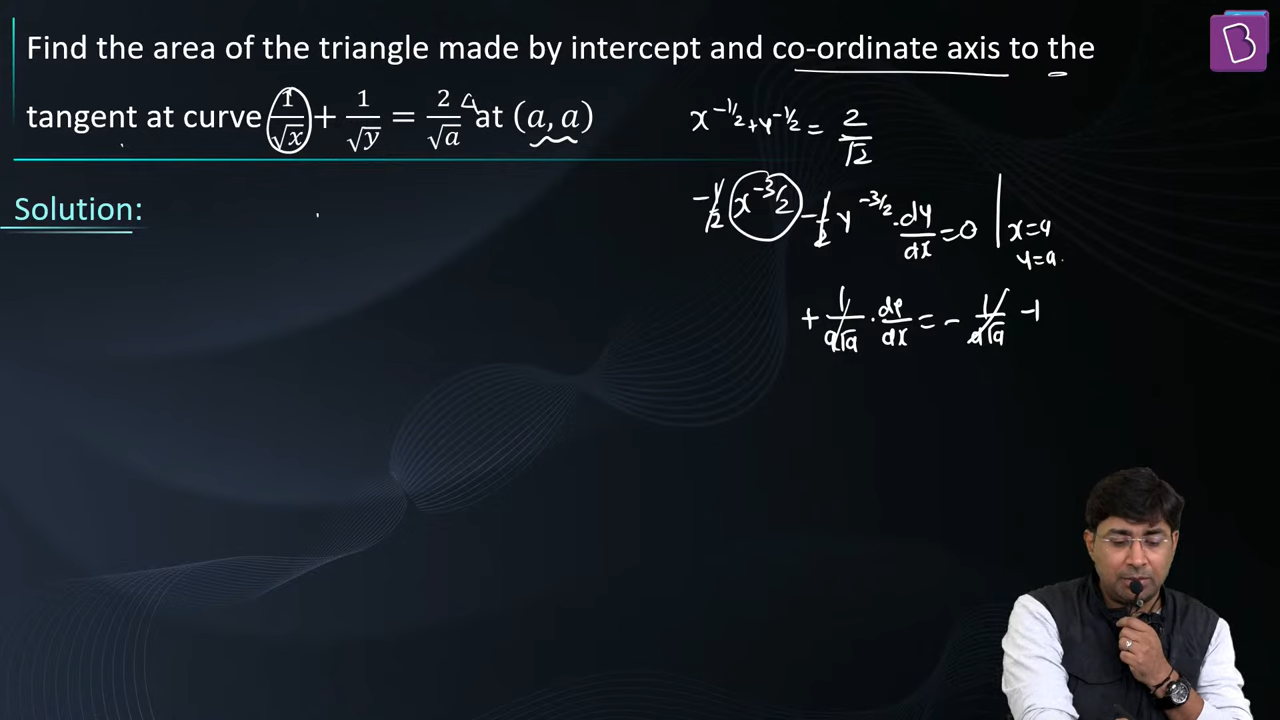 Find the area of the triangle made by intercept and co-ordinate axis to the
tangent at curve 1/√x + 1/√y = 2/√a at (a, a)
Solution:
x^(-1/2) + y^(-1/2) = 2/√2
-1/2 x^(-3/2) - 1/2 y^(-3/2) · dy/dx = 0 | x=a
y=a
+ 1/(a√a) · dy/dx = - 1/(a√a) -1
B